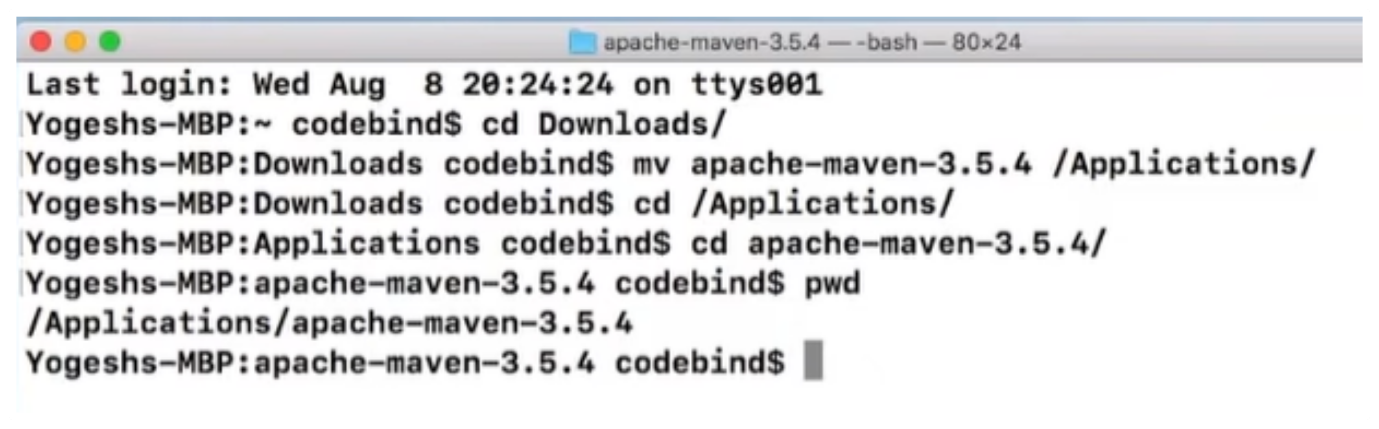 apache-maven-3.5.4 — -bash — 80×24
Last login: Wed Aug  8 20:24:24 on ttys001
Yogeshs-MBP:~ codebind$ cd Downloads/
Yogeshs-MBP:Downloads codebind$ mv apache-maven-3.5.4 /Applications/
Yogeshs-MBP:Downloads codebind$ cd /Applications/
Yogeshs-MBP:Applications codebind$ cd apache-maven-3.5.4/
Yogeshs-MBP:apache-maven-3.5.4 codebind$ pwd
/Applications/apache-maven-3.5.4
Yogeshs-MBP:apache-maven-3.5.4 codebind$